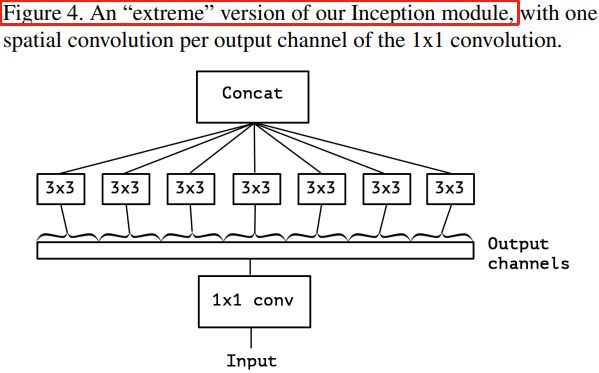 Figure 4. An “extreme” version of our Inception module, with one
spatial convolution per output channel of the 1x1 convolution.
Concat
3x3 3x3 3x3 3x3 3x3 3x3 3x3
Output
channels
1x1 conv
Input